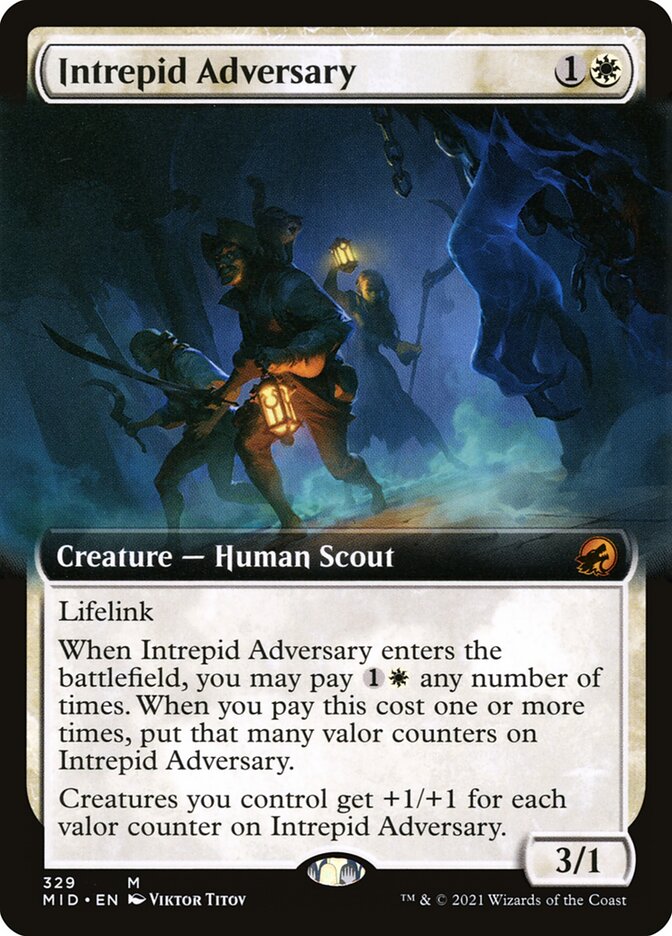 Intrepid Adversary 1
Creature — Human Scout
Lifelink
When Intrepid Adversary enters the
battlefield, you may pay 1 any number of
times. When you pay this cost one or more
times, put that many valor counters on
Intrepid Adversary.
Creatures you control get +1/+1 for each
valor counter on Intrepid Adversary.
3/1
329 M
MID • EN Viktor Titov ™ & © 2021 Wizards of the Coast